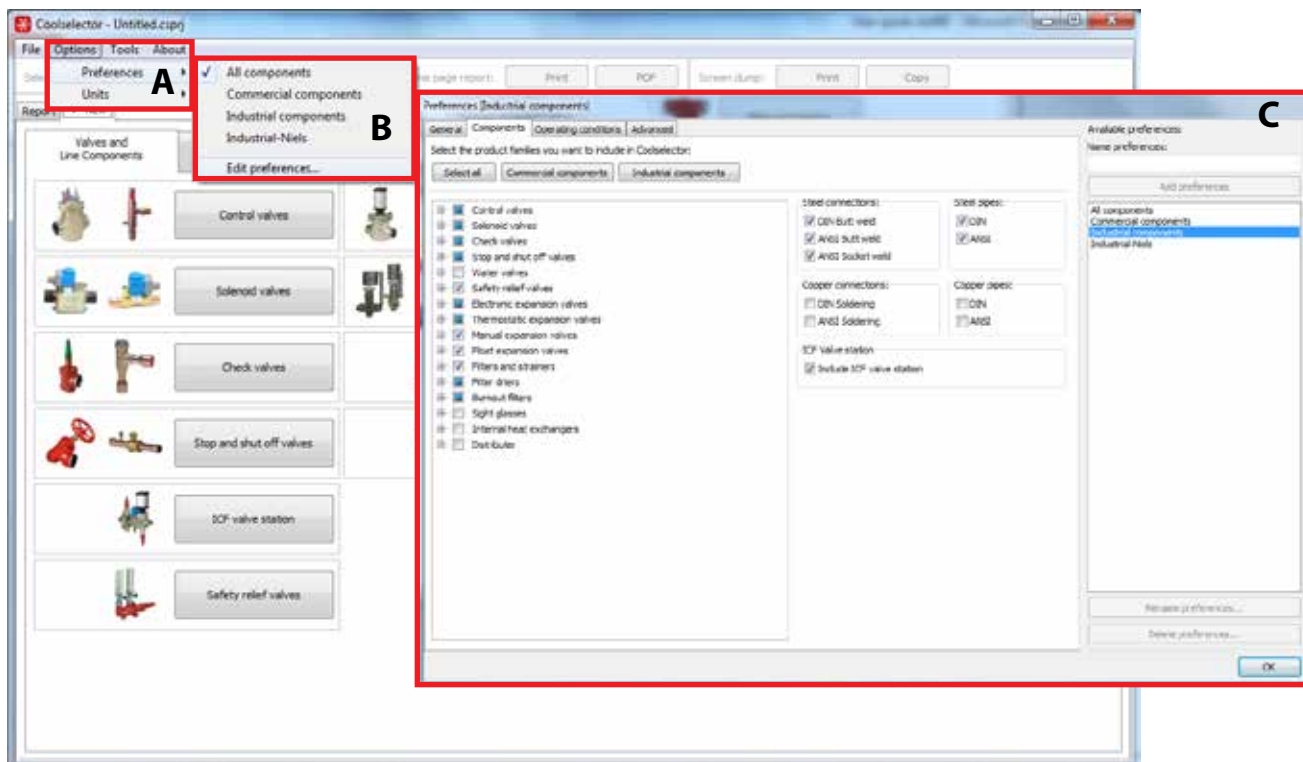 Coolselector - Untitled.csprj
File Options Tools About
Preferences
Units
A
All components
Commercial components
Industrial components
Industrial-Niels
Edit preferences...
B
page report: Print PDF Screen dump: Print Copy
Report
Valves and
Line Components
Control valves
Solenoid valves
Check valves
Stop and shut off valves
ICF valve station
Safety relief valves
Preferences [Industrial components]
C
General Components Operating conditions Advanced
Select the product families you want to include in Coolselector:
Select all Commercial components Industrial components
Control valves
Solenoid valves
Check valves
Stop and shut off valves
Water valves
Safety relief valves
Electronic expansion valves
Thermostatic expansion valves
Manual expansion valves
Float expansion valves
Filters and strainers
Filter driers
Burnout filters
Sight glasses
Internal heat exchangers
Distributer
Steel connections:
DIN Butt weld
ANSI Butt weld
ANSI Socket weld
Steel pipes:
DIN
ANSI
Copper connections:
DIN Soldering
ANSI Soldering
Copper pipes:
DIN
ANSI
ICF Valve station
Include ICF valve station
Available preferences:
Name preferences:
Add preferences
All components
Commercial components
Industrial components
Industrial-Niels
Rename preferences...
Delete preferences...
OK